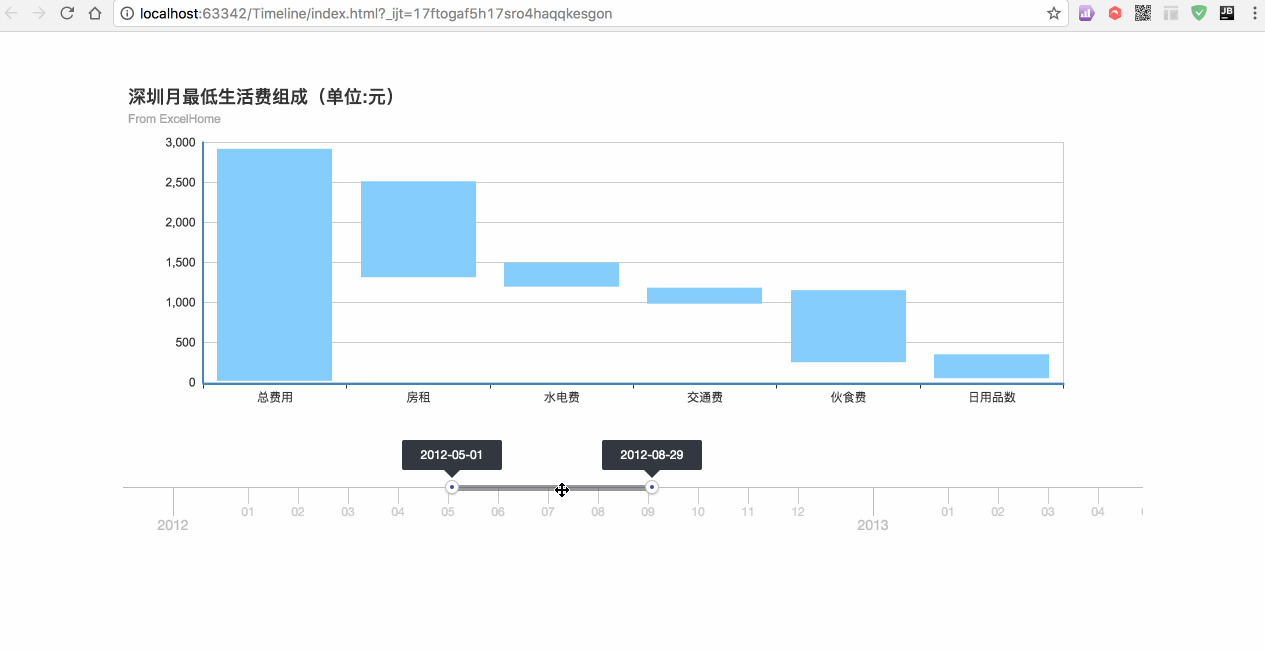 localhost:63342/Timeline/index.html?_ijt=17ftogaf5h17sro4haqqkesgon
JB
深圳月最低生活费组成（单位:元）
From ExcelHome
3,000
2,500
2,000
1,500
1,000
500
0
总费用 房租 水电费 交通费 伙食费 日用品数
2012-05-01 2012-08-29
01 02 03 04 05 06 07 08 09 10 11 12 01 02 03 04
2012 2013